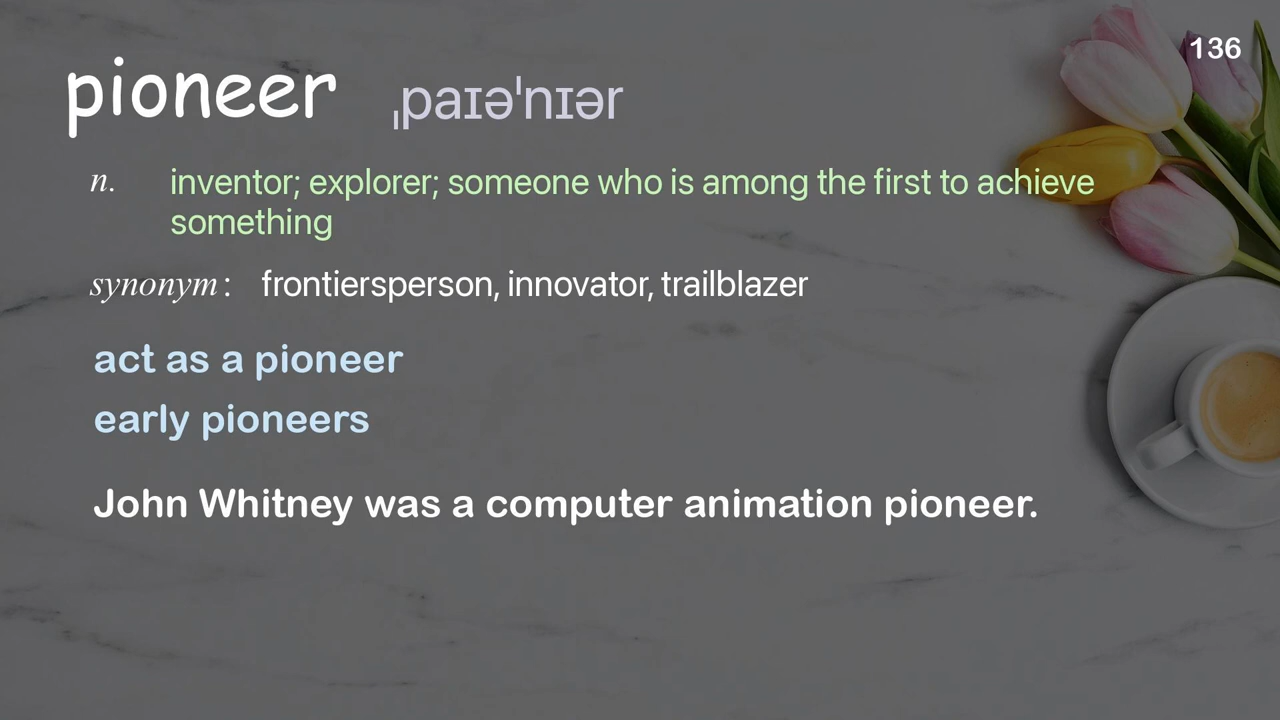 136
pioneer ˌpaɪəˈnɪər
n. inventor; explorer; someone who is among the first to achieve
something
synonym: frontiersperson, innovator, trailblazer
act as a pioneer
early pioneers
John Whitney was a computer animation pioneer.